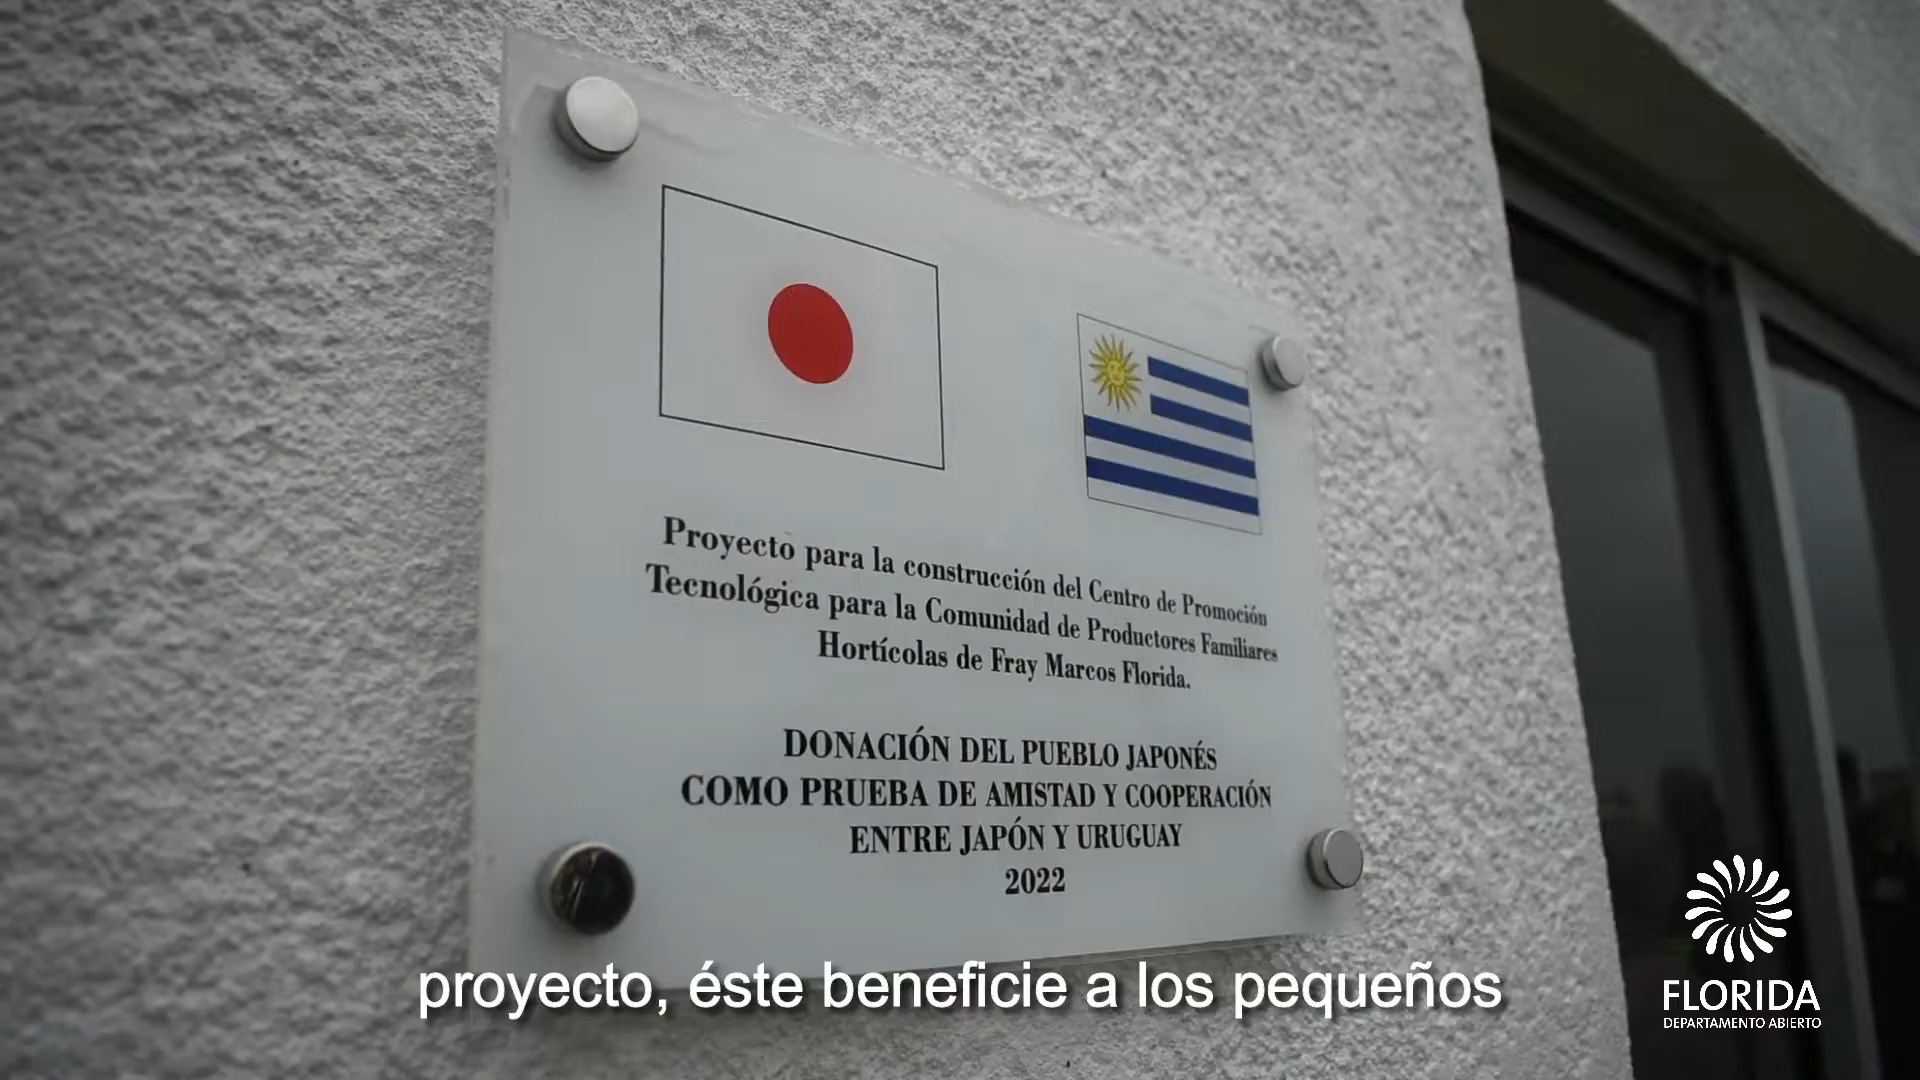 Proyecto para la construcción del Centro de Promoción
Tecnológica para la Comunidad de Productores Familiares
Hortícolas de Fray Marcos Florida.
DONACIÓN DEL PUEBLO JAPONÉS
COMO PRUEBA DE AMISTAD Y COOPERACIÓN
ENTRE JAPÓN Y URUGUAY
2022
proyecto, éste beneficie a los pequeños
FLORIDA
DEPARTAMENTO ABIERTO